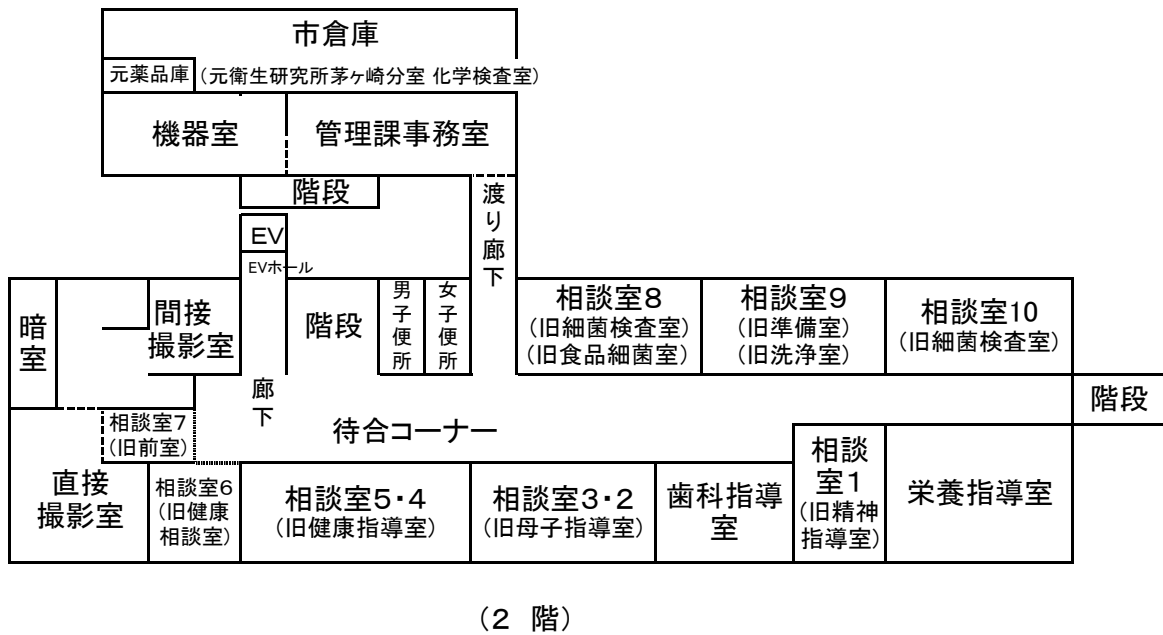 市倉庫
元薬品庫
（元衛生研究所茅ヶ崎分室 化学検査室）
機器室
管理課事務室
階段
渡り廊下
EV
EVホール
暗室
間接
撮影室
階段
男子便所
女子便所
相談室8
（旧細菌検査室）
（旧食品細菌室）
相談室9
（旧準備室）
（旧洗浄室）
相談室10
（旧細菌検査室）
階段
廊下
待合コーナー
相談室7
（旧前室）
直接
撮影室
相談室6
（旧健康
相談室）
相談室5・4
（旧健康指導室）
相談室3・2
（旧母子指導室）
歯科指導
室
相談
室1
（旧精神
指導室）
栄養指導室
（2 階）